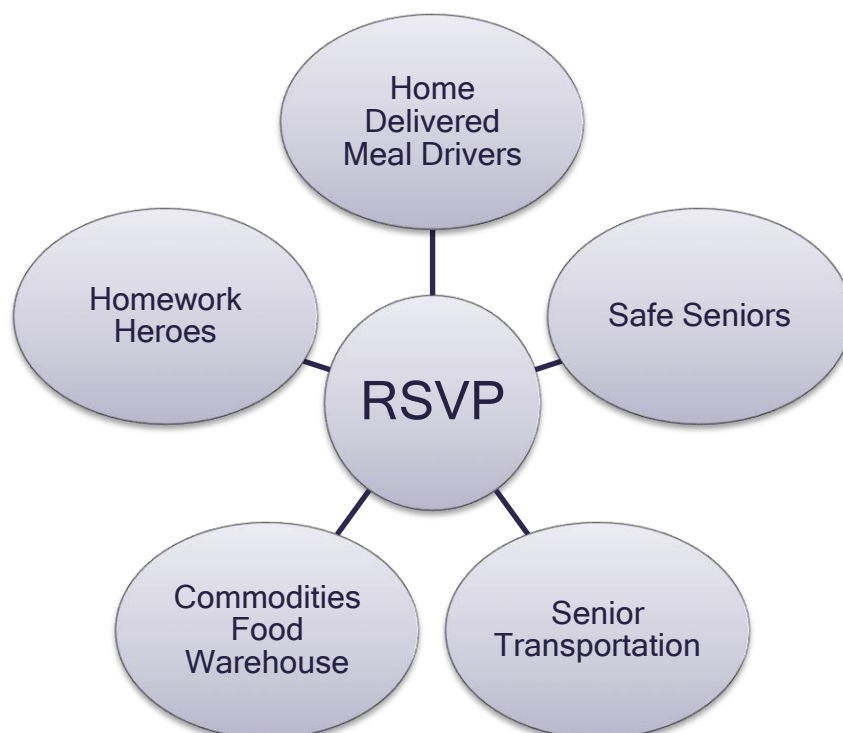 Home
Delivered
Meal Drivers
Homework
Heroes
Safe Seniors
RSVP
Commodities
Food
Warehouse
Senior
Transportation